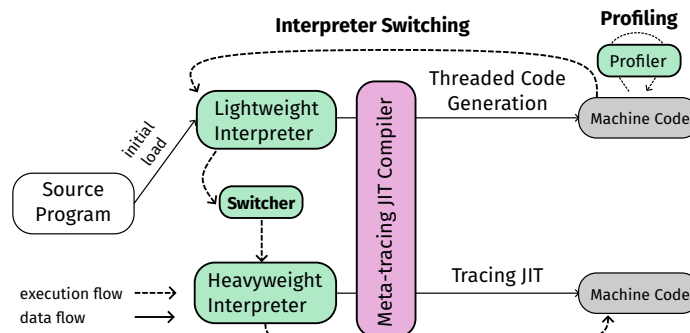 Interpreter Switching
Profiling
Profiler
Threaded Code
Generation
Lightweight
Interpreter
Machine Code
initial
load
Meta-tracing JIT Compiler
Source
Program
Switcher
Heavyweight
Interpreter
Tracing JIT
Machine Code
execution flow
data flow